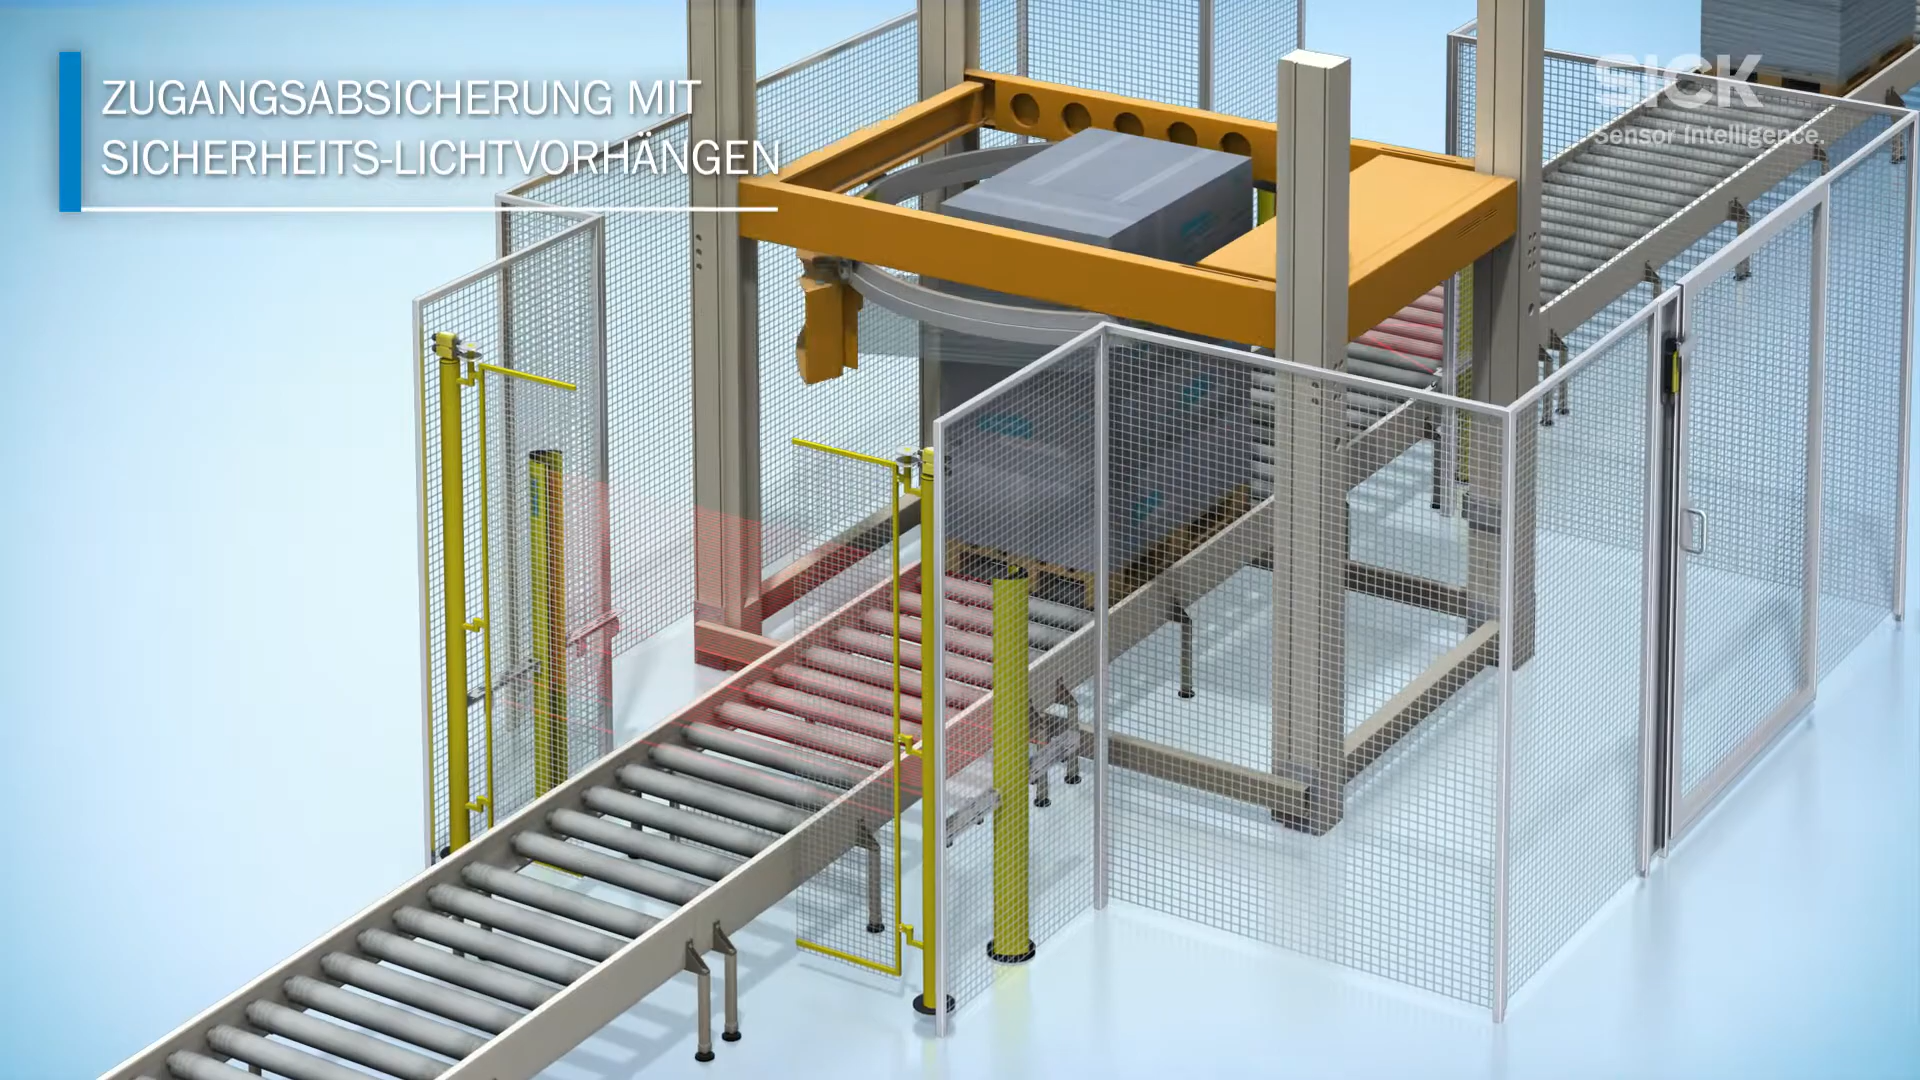 ZUGANGSABSICHERUNG MIT
SICHERHEITS-LICHTVORHÄNGEN
SICK
Sensor Intelligence.